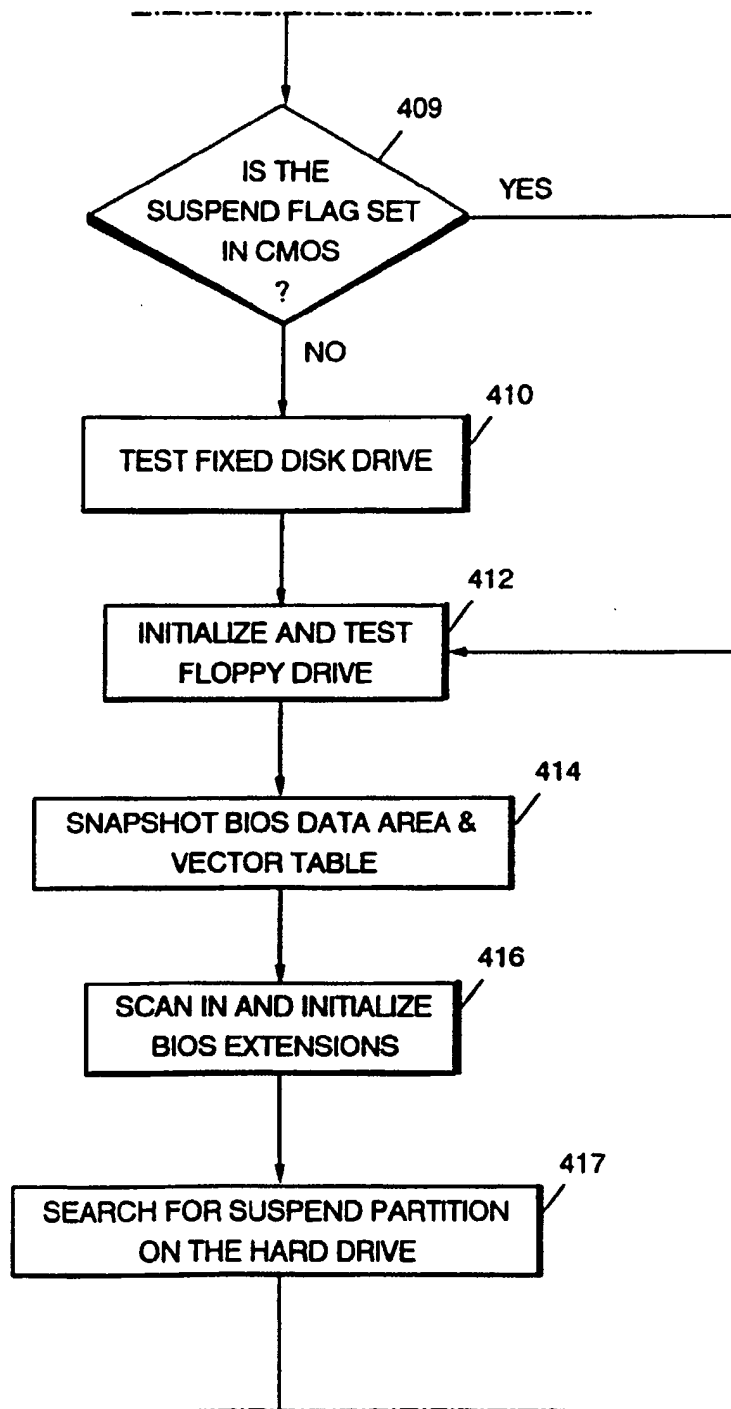 409
IS THE
SUSPEND FLAG SET
IN CMOS
?
YES
NO
410
TEST FIXED DISK DRIVE
412
INITIALIZE AND TEST
FLOPPY DRIVE
414
SNAPSHOT BIOS DATA AREA &
VECTOR TABLE
416
SCAN IN AND INITIALIZE
BIOS EXTENSIONS
417
SEARCH FOR SUSPEND PARTITION
ON THE HARD DRIVE